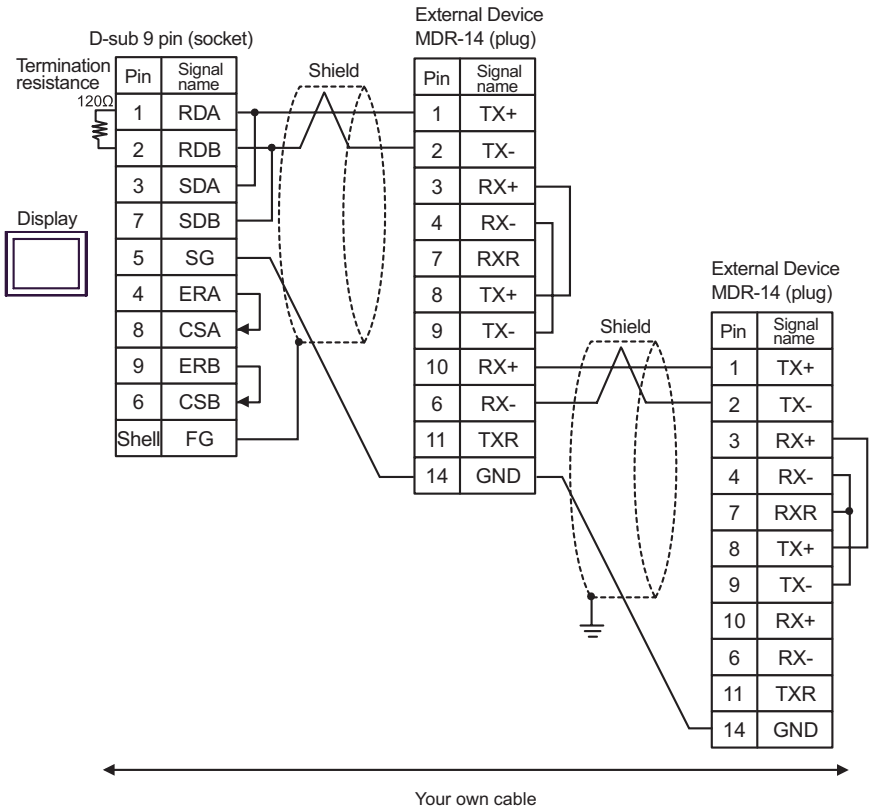 External Device
MDR-14 (plug)
D-sub 9 pin (socket)
Termination
resistance
120Ω
Pin Signal name
1 RDA
2 RDB
3 SDA
7 SDB
5 SG
4 ERA
8 CSA
9 ERB
6 CSB
Shell FG
Display
Shield
Pin Signal name
1 TX+
2 TX-
3 RX+
4 RX-
7 RXR
8 TX+
9 TX-
10 RX+
6 RX-
11 TXR
14 GND
Shield
External Device
MDR-14 (plug)
Pin Signal name
1 TX+
2 TX-
3 RX+
4 RX-
7 RXR
8 TX+
9 TX-
10 RX+
6 RX-
11 TXR
14 GND
Your own cable